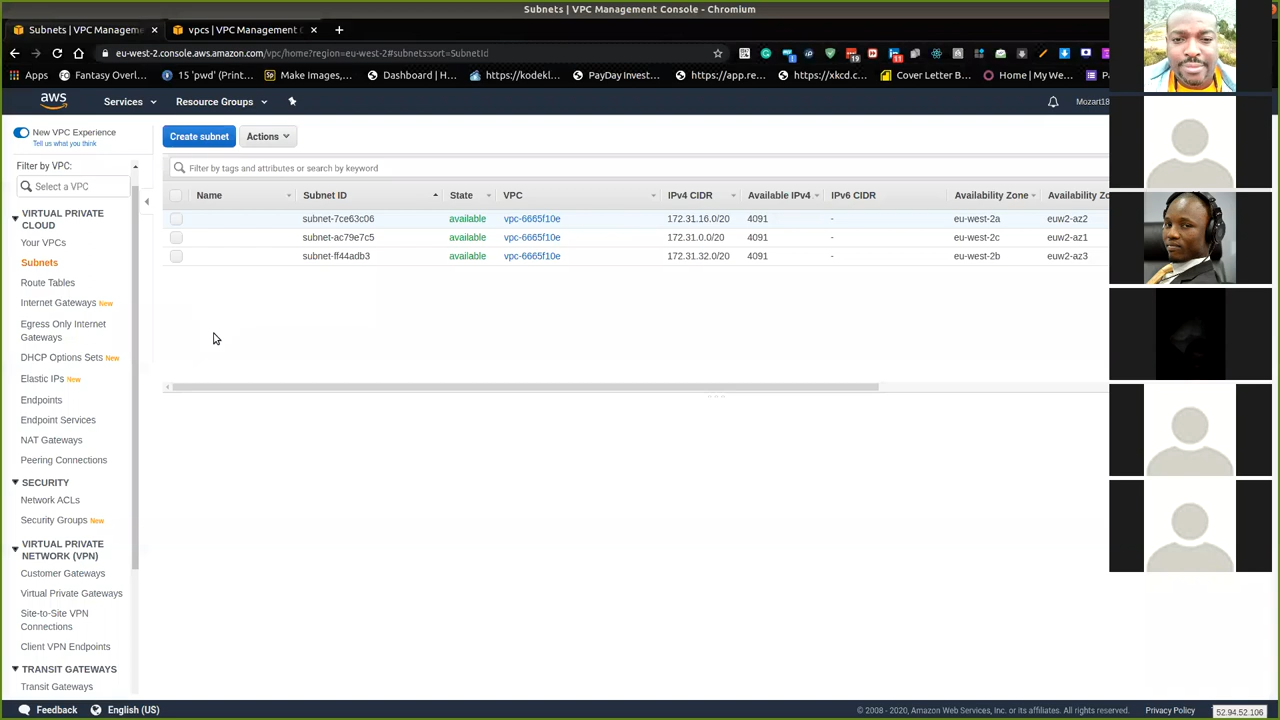 Subnets | VPC Management Console - Chromium
Subnets | VPC Manageme
vpcs | VPC Management C
eu-west-2.console.aws.amazon.com/vpc/home?region=eu-west-2#subnets:sort=SubnetId
19
11
Apps
Fantasy Overl...
15 'pwd' (Print...
Make Images,...
Dashboard | H...
https://kodekl...
PayDay Invest...
https://app.re...
https://xkcd.c...
Cover Letter B...
Home | My We...
aws
Services
Resource Groups
Mozart18
New VPC Experience
Tell us what you think
Filter by VPC:
Select a VPC
VIRTUAL PRIVATE
CLOUD
Your VPCs
Subnets
Route Tables
Internet Gateways New
Egress Only Internet
Gateways
DHCP Options Sets New
Elastic IPs New
Endpoints
Endpoint Services
NAT Gateways
Peering Connections
SECURITY
Network ACLs
Security Groups New
VIRTUAL PRIVATE
NETWORK (VPN)
Customer Gateways
Virtual Private Gateways
Site-to-Site VPN
Connections
Client VPN Endpoints
TRANSIT GATEWAYS
Transit Gateways
Create subnet
Actions
Filter by tags and attributes or search by keyword
Name Subnet ID State VPC IPv4 CIDR Available IPv4 IPv6 CIDR Availability Zone Availability Zo
subnet-7ce63c06 available vpc-6665f10e 172.31.16.0/20 4091 - eu-west-2a euw2-az2
subnet-ac79e7c5 available vpc-6665f10e 172.31.0.0/20 4091 - eu-west-2c euw2-az1
subnet-ff44adb3 available vpc-6665f10e 172.31.32.0/20 4091 - eu-west-2b euw2-az3
Feedback
English (US)
© 2008 - 2020, Amazon Web Services, Inc. or its affiliates. All rights reserved.
Privacy Policy
52.94.52.106